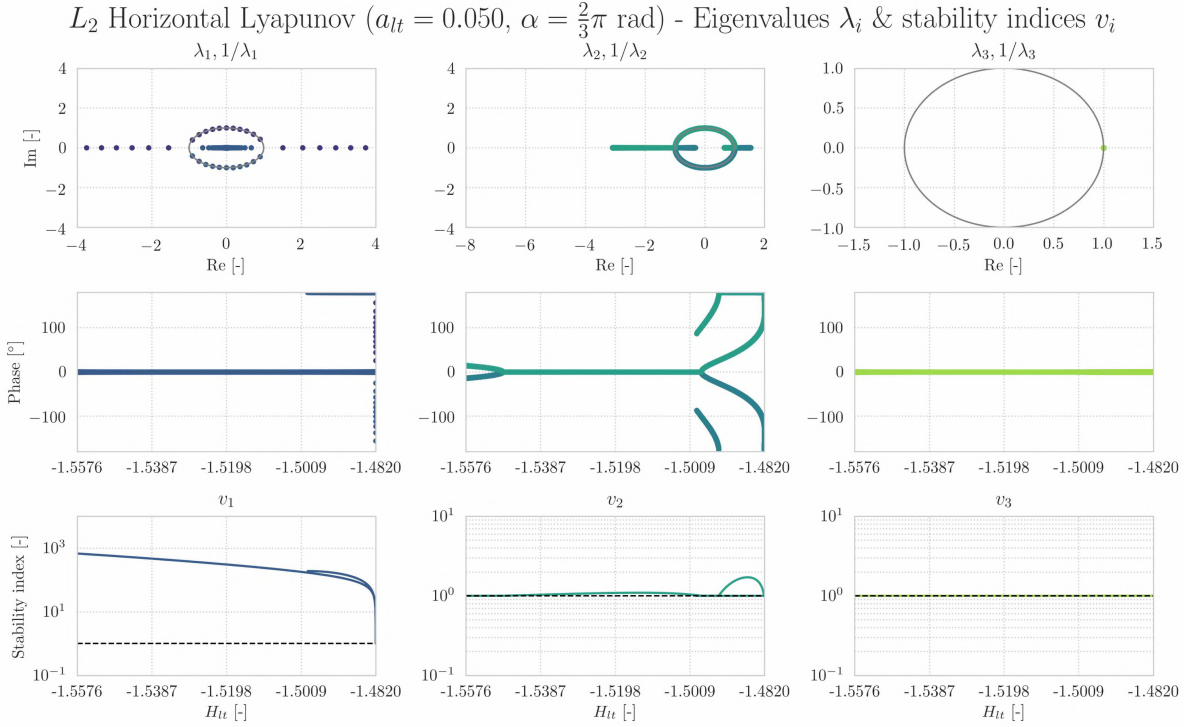 L₂ Horizontal Lyapunov (aₗₜ = 0.050, α = 2/3π rad) - Eigenvalues λᵢ & stability indices vᵢ
λ₁, 1/λ₁
λ₂, 1/λ₂
λ₃, 1/λ₃
Im [-]
4
2
0
−2
−4
−4 −2 0 2 4
Re [-]
4
2
0
−2
−4
−8 −6 −4 −2 0 2
Re [-]
1.0
0.5
0.0
−0.5
−1.0
−1.5 −1.0 −0.5 0.0 0.5 1.0 1.5
Re [-]
Phase [°]
100
0
−100
-1.5576 -1.5387 -1.5198 -1.5009 -1.4820
100
0
−100
-1.5576 -1.5387 -1.5198 -1.5009 -1.4820
100
0
−100
-1.5576 -1.5387 -1.5198 -1.5009 -1.4820
v₁
v₂
v₃
Stability index [-]
10³
10¹
10⁻¹
-1.5576 -1.5387 -1.5198 -1.5009 -1.4820
Hₗₜ [-]
10¹
10⁰
10⁻¹
-1.5576 -1.5387 -1.5198 -1.5009 -1.4820
Hₗₜ [-]
10¹
10⁰
10⁻¹
-1.5576 -1.5387 -1.5198 -1.5009 -1.4820
Hₗₜ [-]